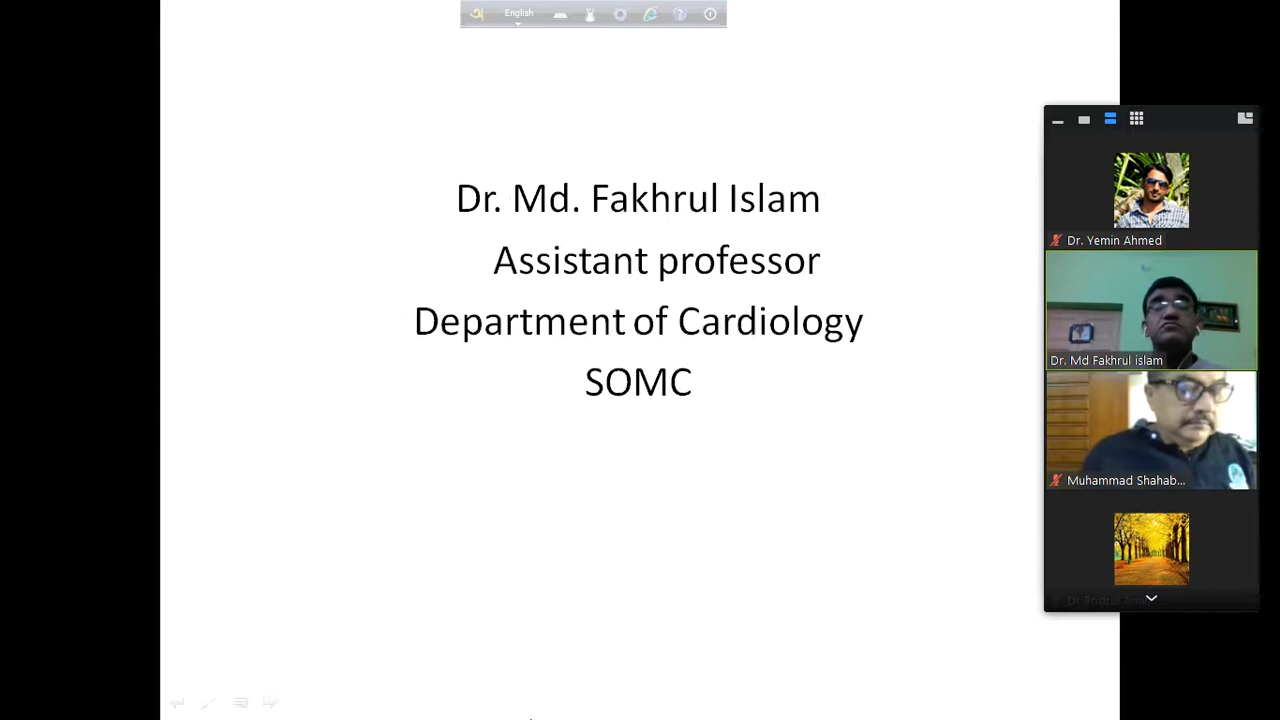 English
Dr. Md. Fakhrul Islam
Assistant professor
Department of Cardiology
SOMC
Dr. Yemin Ahmed
Dr. Md Fakhrul islam
Muhammad Shahab...